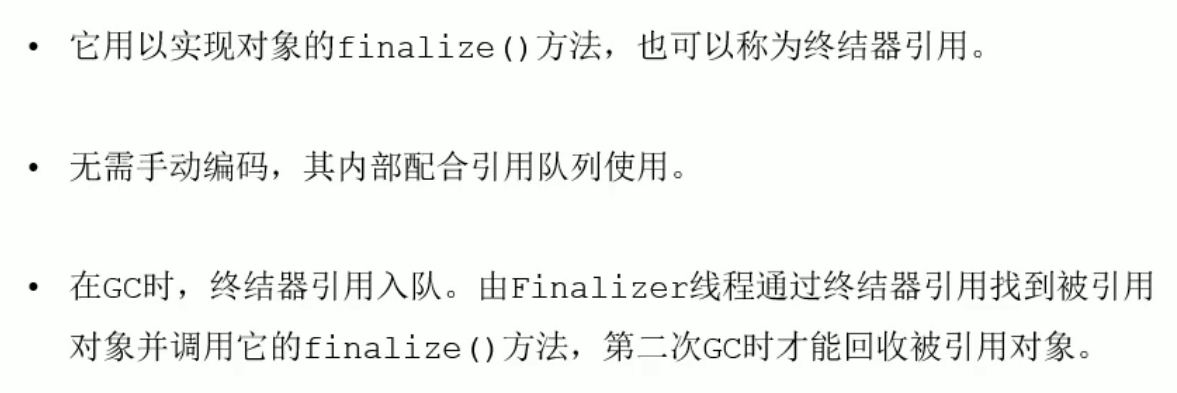 • 它用以实现对象的finalize()方法，也可以称为终结器引用。
• 无需手动编码，其内部配合引用队列使用。
• 在GC时，终结器引用入队。由Finalizer线程通过终结器引用找到被引用
对象并调用它的finalize()方法，第二次GC时才能回收被引用对象。